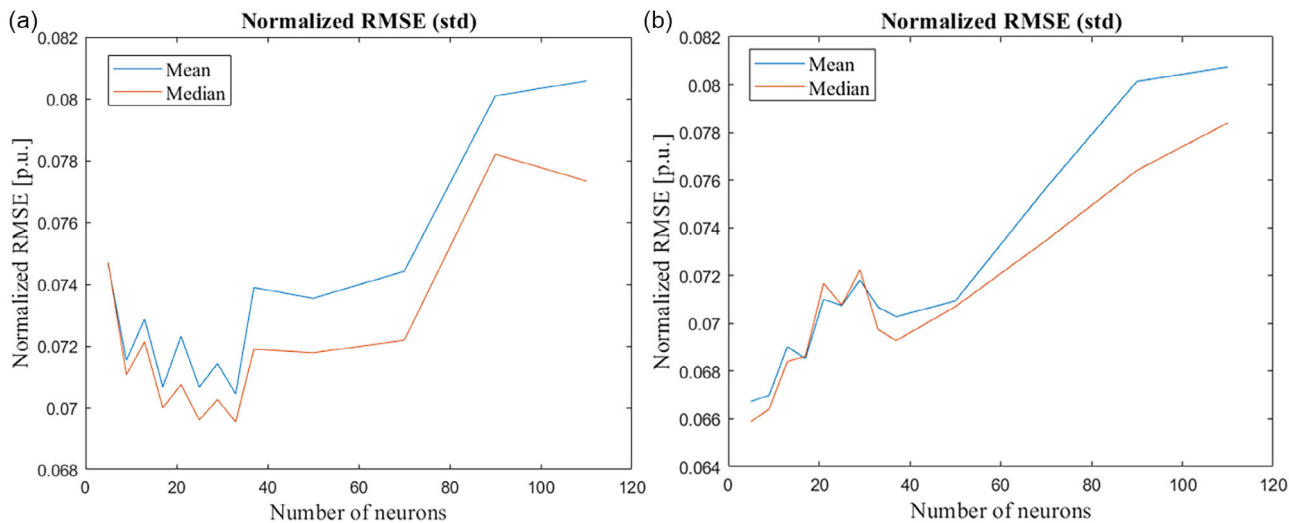 (a)
Normalized RMSE (std)
0.082
0.08
0.078
0.076
0.074
0.072
0.07
0.068
Normalized RMSE [p.u.]
Mean
Median
0 20 40 60 80 100 120
Number of neurons
(b)
Normalized RMSE (std)
0.082
0.08
0.078
0.076
0.074
0.072
0.07
0.068
0.066
0.064
Normalized RMSE [p.u.]
Mean
Median
0 20 40 60 80 100 120
Number of neurons